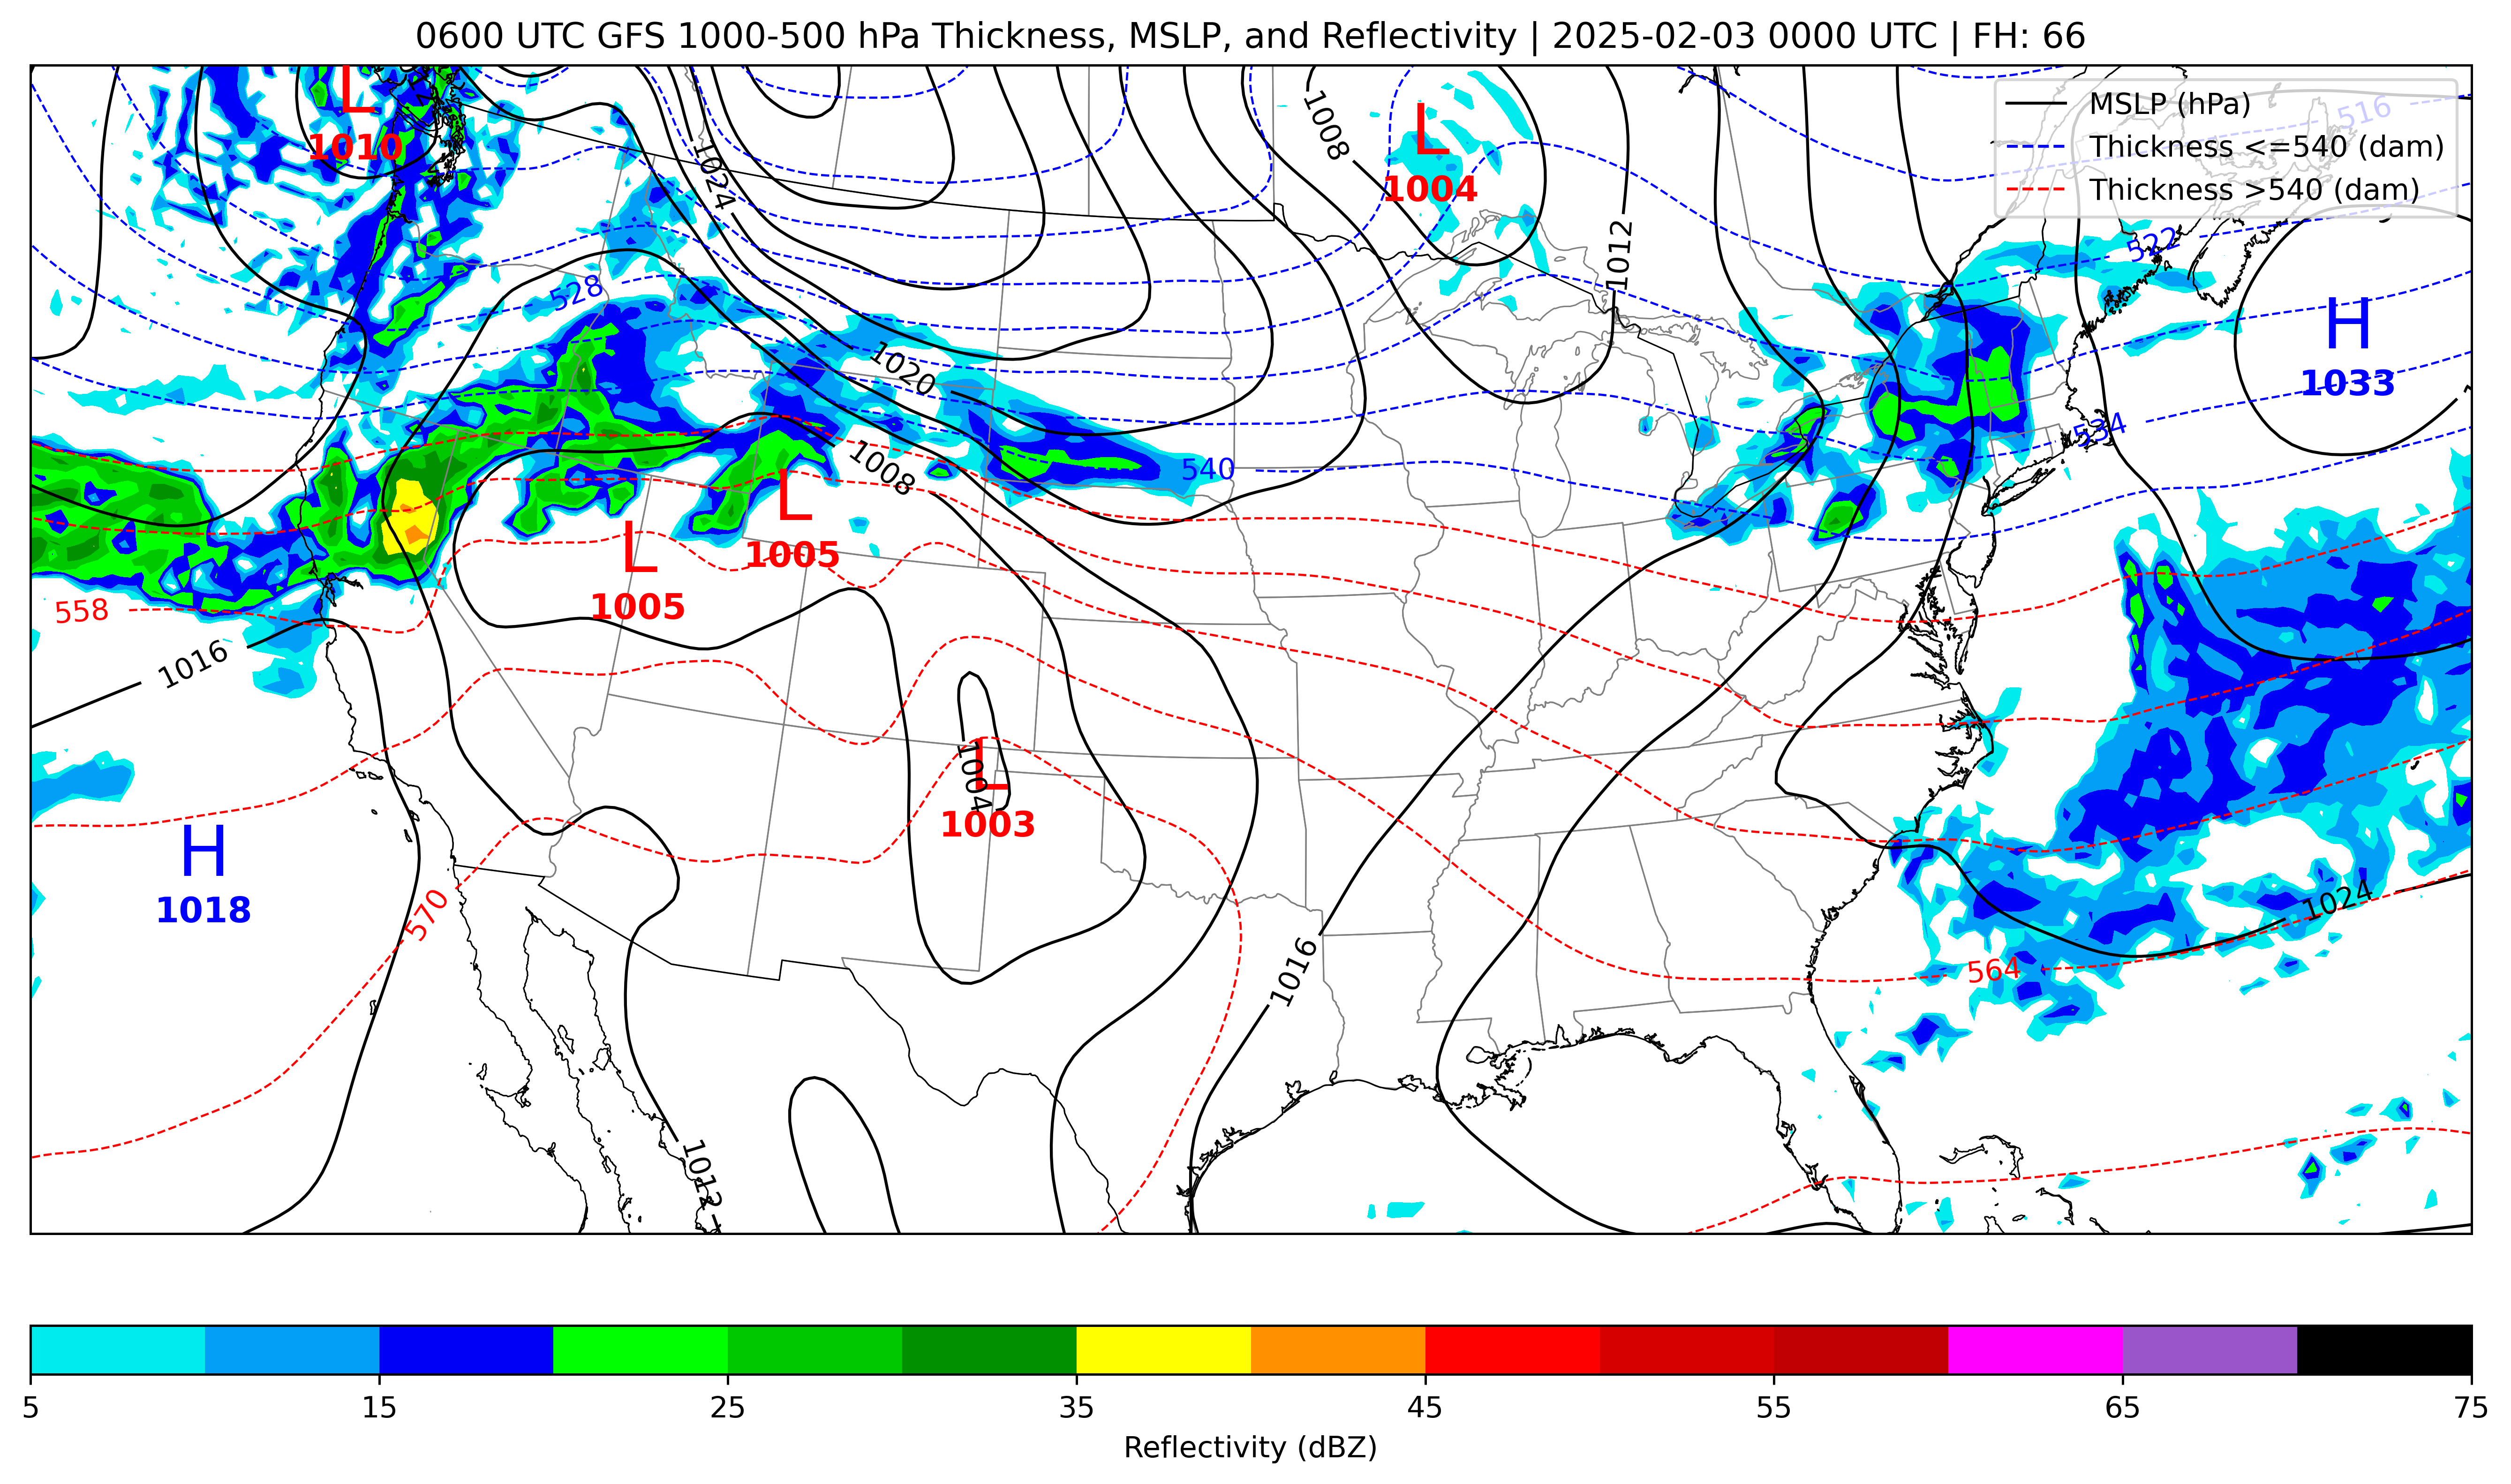 0600 UTC GFS 1000-500 hPa Thickness, MSLP, and Reflectivity | 2025-02-03 0000 UTC | FH: 66
MSLP (hPa)
Thickness <=540 (dam)
Thickness >540 (dam)
516
L
1010
1008
L
1004
1024
1012
522
528
H
1033
1020
534
1008
540
L
1005
L
1005
558
1016
1004
L
1003
H
1018
570
1024
1016
564
1012
5
15
25
35
45
55
65
75
Reflectivity (dBZ)